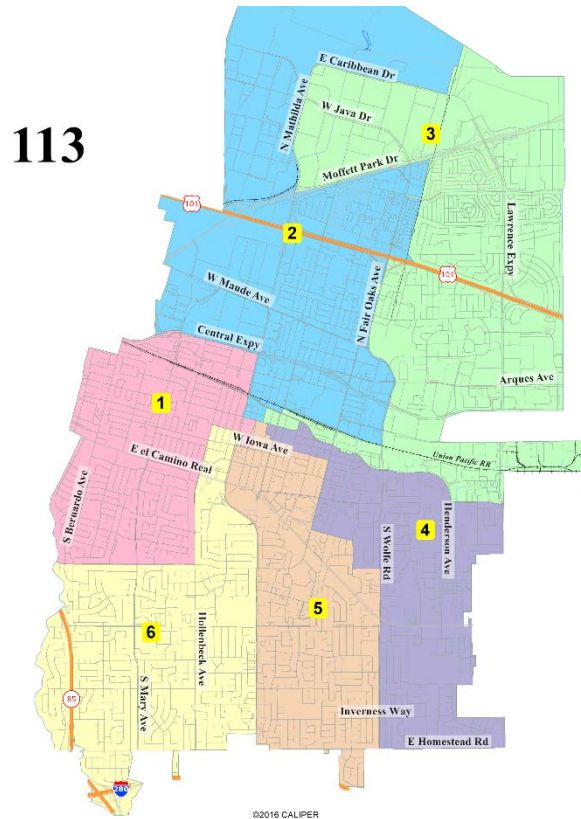 113
E Caribbean Dr
N Mathilda Ave
W Java Dr
3
Moffett Park Dr
101
Lawrence Expy
2
W Maude Ave
N Fair Oaks Ave
101
Central Expy
Arques Ave
1
W Iowa Ave
E el Camino Real
Union Pacific RR
S Bernardo Ave
S Wolfe Rd
4
Henderson Ave
5
6
Hollenbeck Ave
S Mary Ave
85
Inverness Way
E Homestead Rd
280
©2016 CALIPER